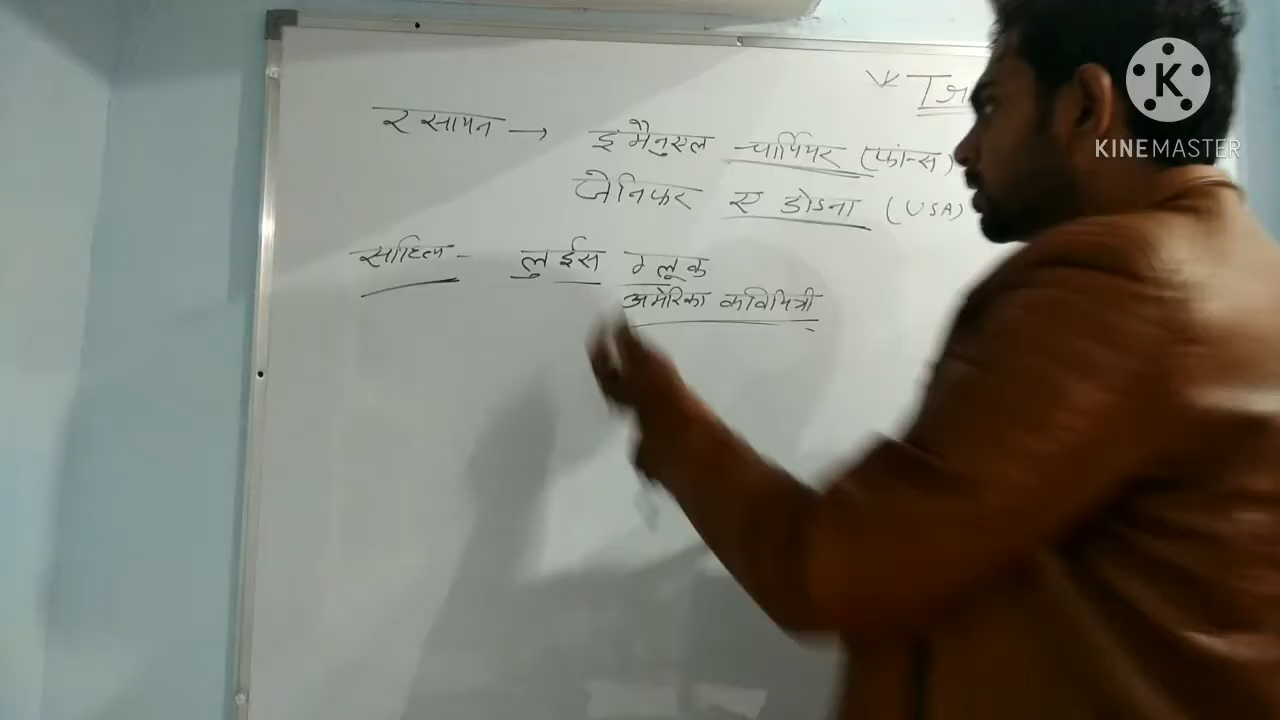 रसायन → इमैनुएल चार्पियर (फ्रांस)
जेनिफर ए डोडना (USA)
साहित्य - लुईस ग्लूक
अमेरिका कवियित्री
K
KINEMASTER